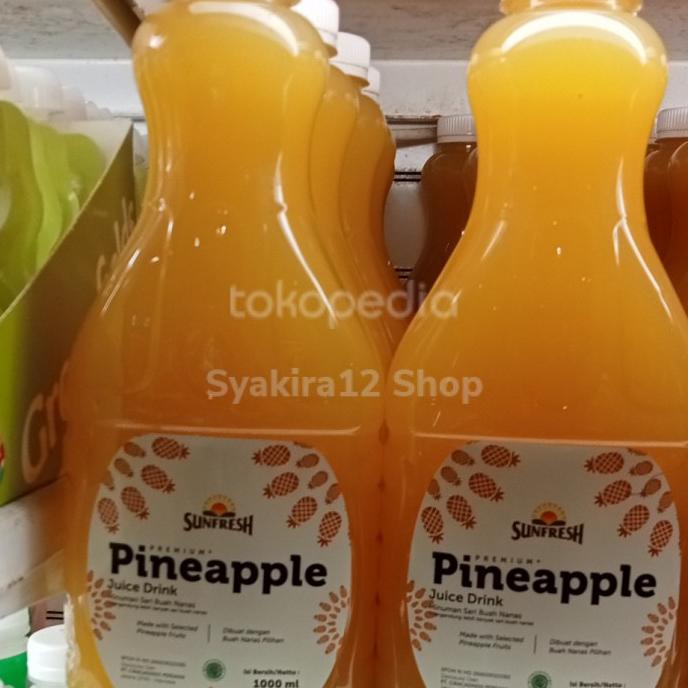 tokopedia
Syakira12 Shop
SUNFRESH
PREMIUM+
Pineapple
Juice Drink
Minuman Sari Buah Nanas
Made with Selected
Pineapple Fruits
Dibuat dengan
Buah Nanas Pilihan
Isi Bersih/Netto :
1000 ml
SUNFRESH
PREMIUM+
Pineapple
Juice Drink
Minuman Sari Buah Nanas
Made with Selected
Pineapple Fruits
Dibuat dengan
Buah Nanas Pilihan
Isi Bersih/Netto :